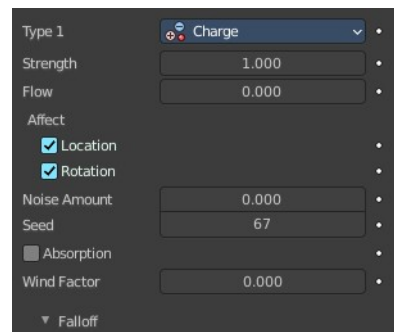 Type 1 Charge
Strength 1.000
Flow 0.000
Affect
Location
Rotation
Noise Amount 0.000
Seed 67
Absorption
Wind Factor 0.000
Falloff